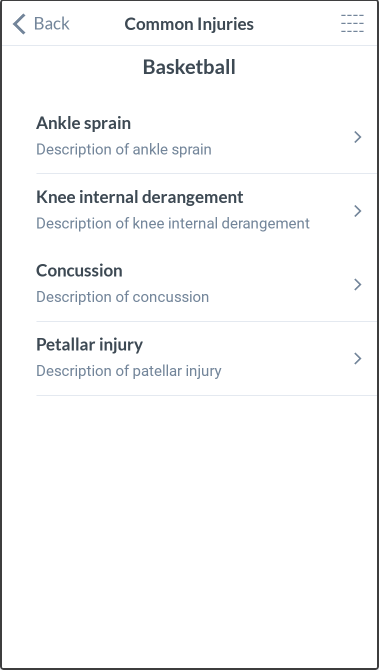 Back
Common Injuries
Basketball
Ankle sprain
Description of ankle sprain
Knee internal derangement
Description of knee internal derangement
Concussion
Description of concussion
Petallar injury
Description of patellar injury